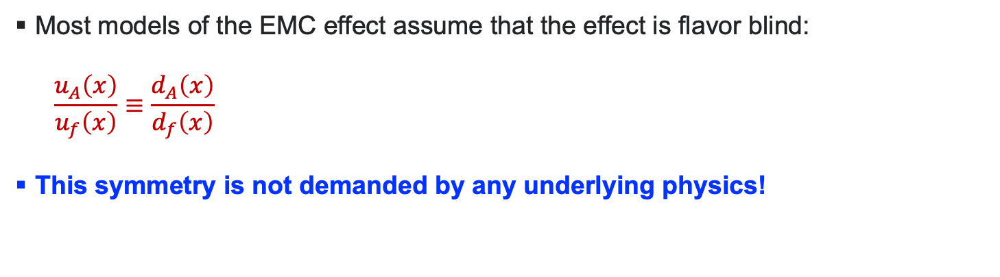 ▪ Most models of the EMC effect assume that the effect is flavor blind:
u_A(x)/u_f(x) ≡ d_A(x)/d_f(x)
▪ This symmetry is not demanded by any underlying physics!